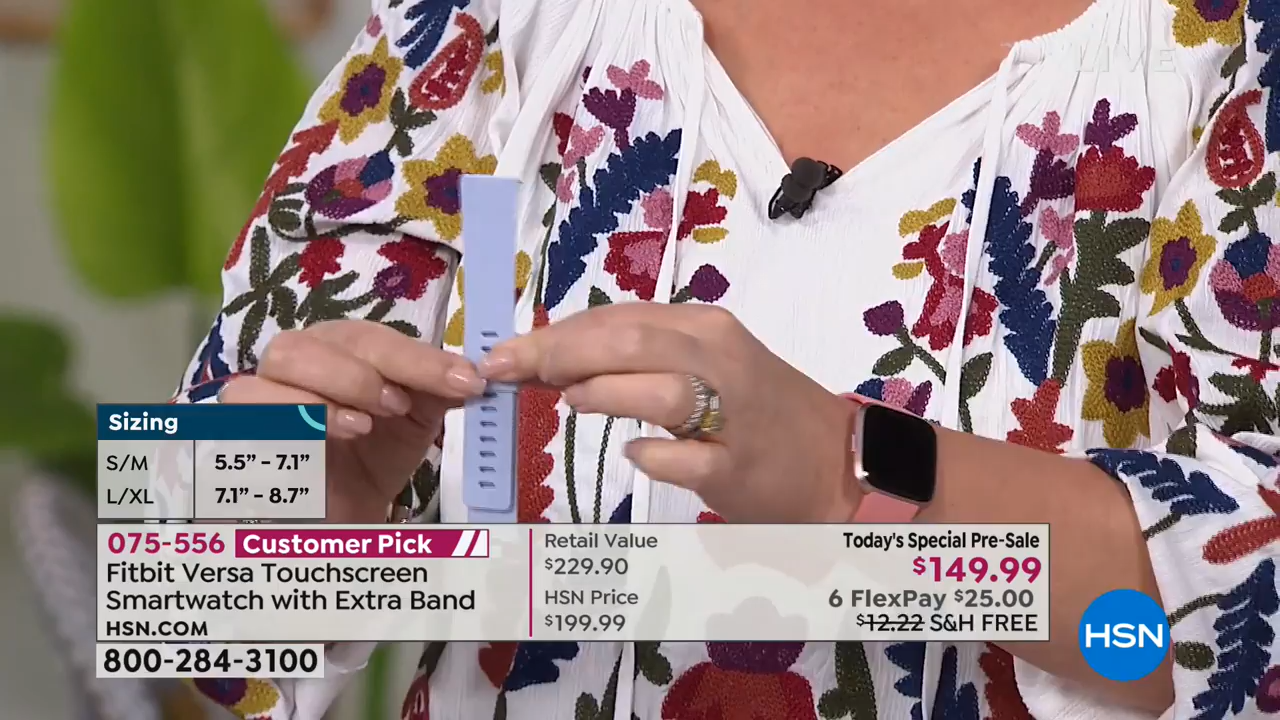 LIVE
Sizing
S/M 5.5” – 7.1”
L/XL 7.1” – 8.7”
075-556 Customer Pick
Fitbit Versa Touchscreen
Smartwatch with Extra Band
HSN.COM
800-284-3100
Retail Value
$229.90
HSN Price
$199.99
Today's Special Pre-Sale
$149.99
6 FlexPay $25.00
$12.22 S&H FREE
HSN